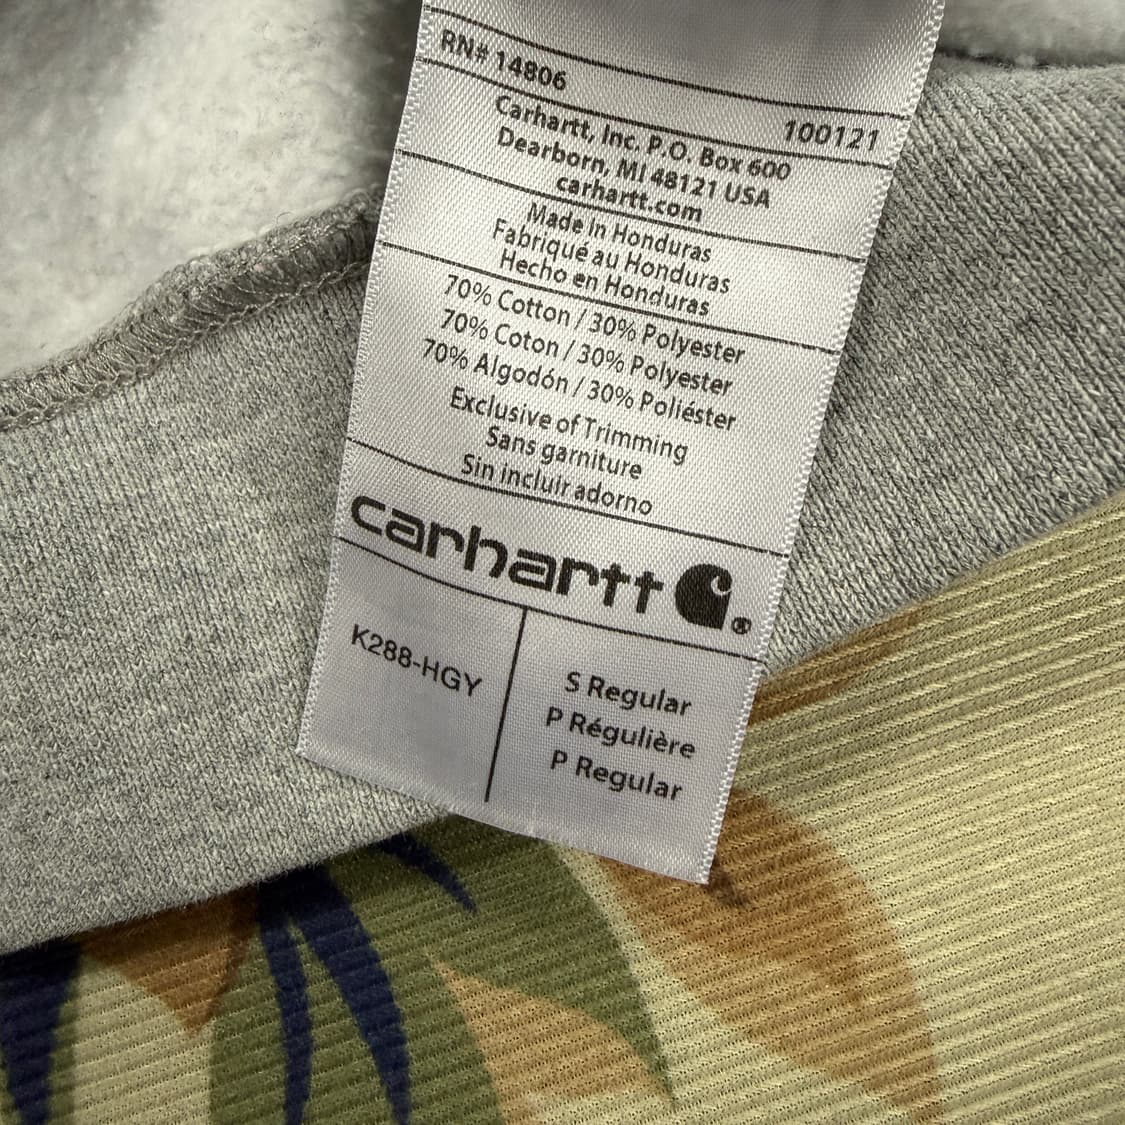 RN# 14806
100121
Carhartt, Inc. P.O. Box 600
Dearborn, MI 48121 USA
carhartt.com
Made in Honduras
Fabriqué au Honduras
Hecho en Honduras
70% Cotton / 30% Polyester
70% Coton / 30% Polyester
70% Algodón / 30% Poliéster
Exclusive of Trimming
Sans garniture
Sin incluir adorno
carhartt ®
K288-HGY
S Regular
P Régulière
P Regular